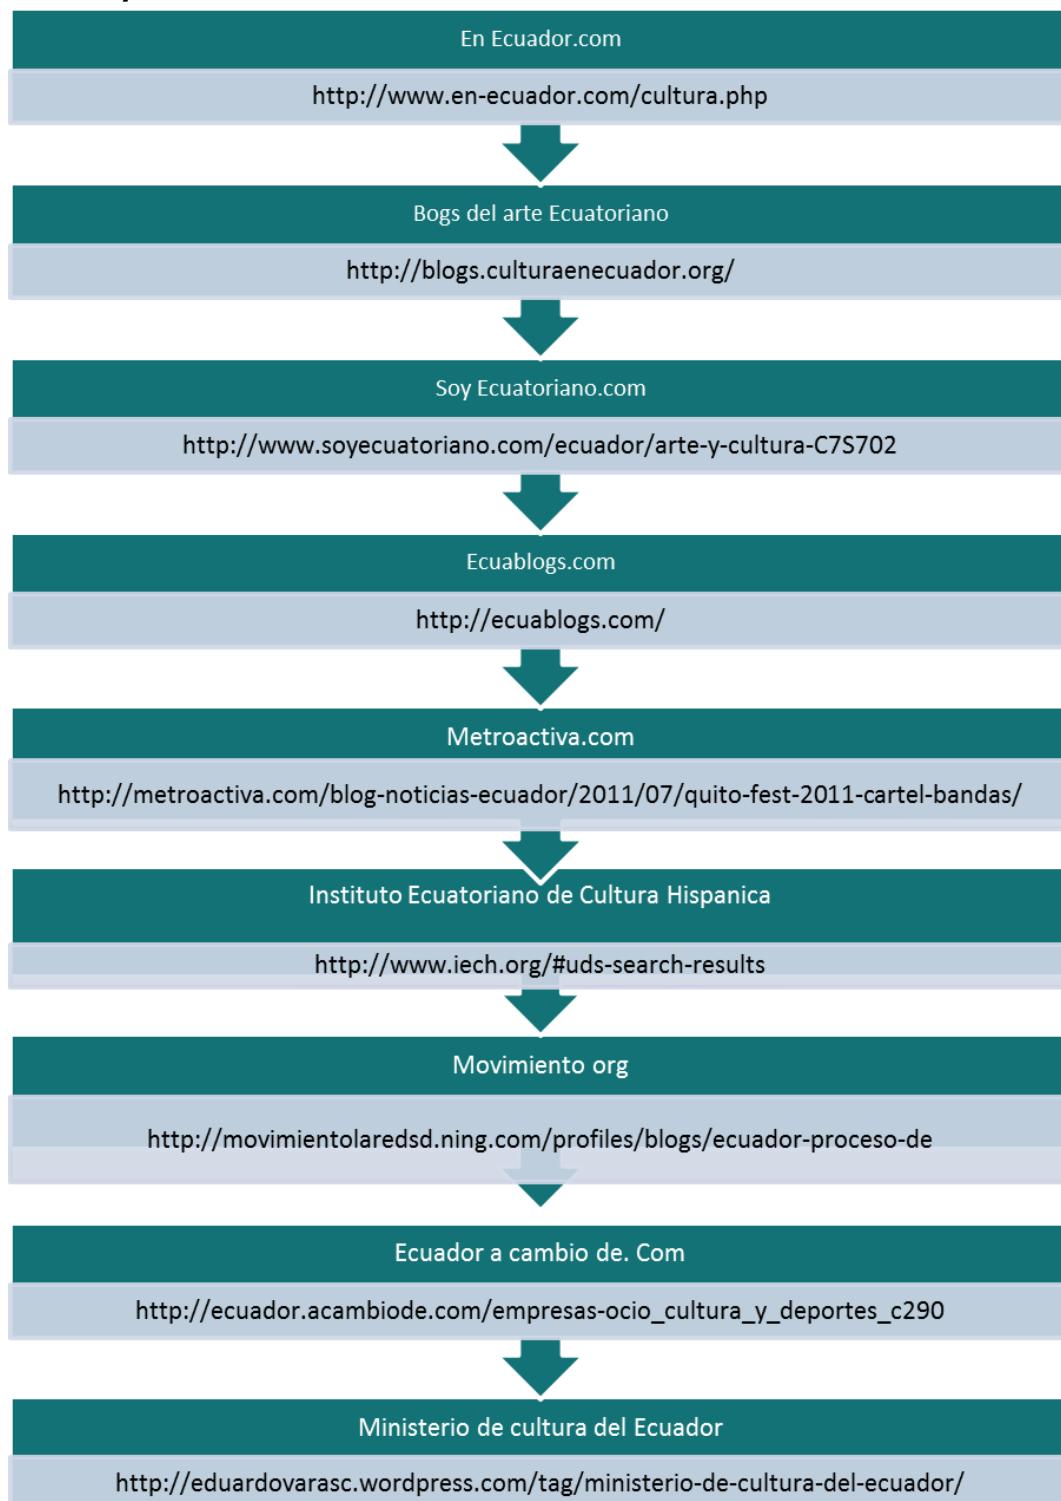 En Ecuador.com
http://www.en-ecuador.com/cultura.php
Bogs del arte Ecuatoriano
http://blogs.culturaenecuador.org/
Soy Ecuatoriano.com
http://www.soyecuatoriano.com/ecuador/arte-y-cultura-C7S702
Ecuablogs.com
http://ecuablogs.com/
Metroactiva.com
http://metroactiva.com/blog-noticias-ecuador/2011/07/quito-fest-2011-cartel-bandas/
Instituto Ecuatoriano de Cultura Hispanica
http://www.iech.org/#uds-search-results
Movimiento org
http://movimientolaredsd.ning.com/profiles/blogs/ecuador-proceso-de
Ecuador a cambio de. Com
http://ecuador.acambiode.com/empresas-ocio_cultura_y_deportes_c290
Ministerio de cultura del Ecuador
http://eduardovarasc.wordpress.com/tag/ministerio-de-cultura-del-ecuador/